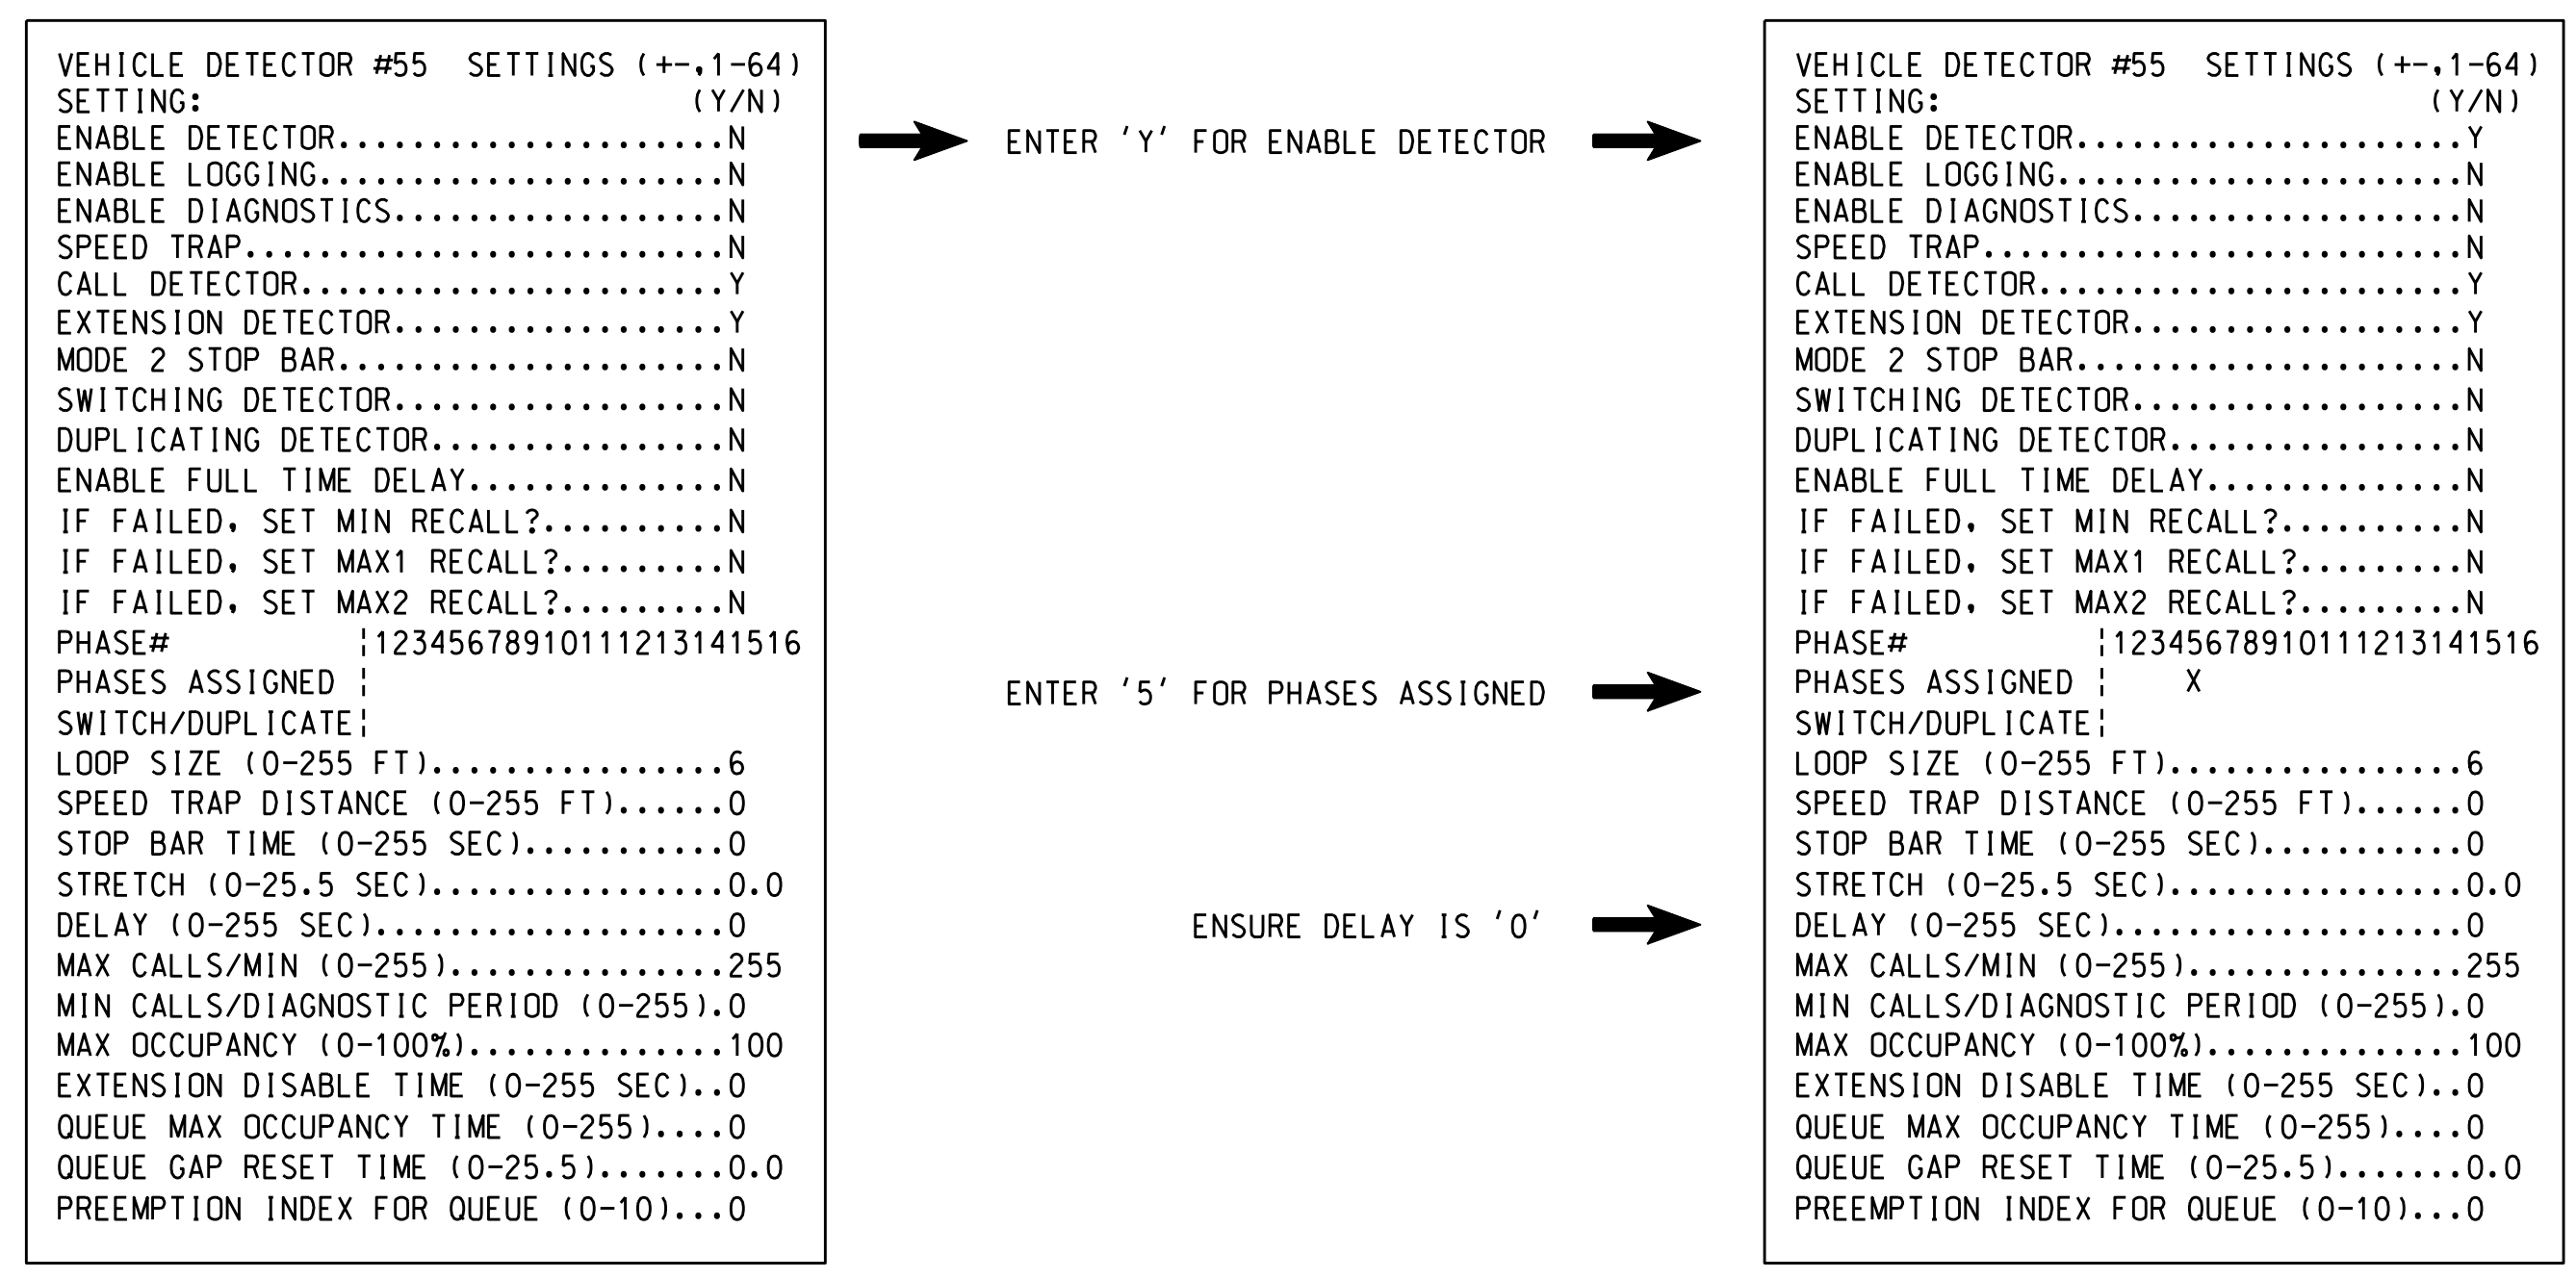 VEHICLE DETECTOR #55  SETTINGS (+-,1-64)
SETTING:                          (Y/N)
ENABLE DETECTOR.....................N
ENABLE LOGGING......................N
ENABLE DIAGNOSTICS..................N
SPEED TRAP..........................N
CALL DETECTOR.......................Y
EXTENSION DETECTOR..................Y
MODE 2 STOP BAR.....................N
SWITCHING DETECTOR..................N
DUPLICATING DETECTOR................N
ENABLE FULL TIME DELAY..............N
IF FAILED, SET MIN RECALL?..........N
IF FAILED, SET MAX1 RECALL?.........N
IF FAILED, SET MAX2 RECALL?.........N
PHASE#          |12345678910111213141516
PHASES ASSIGNED |
SWITCH/DUPLICATE|
LOOP SIZE (0-255 FT)................6
SPEED TRAP DISTANCE (0-255 FT)......0
STOP BAR TIME (0-255 SEC)...........0
STRETCH (0-25.5 SEC)................0.0
DELAY (0-255 SEC)...................0
MAX CALLS/MIN (0-255)...............255
MIN CALLS/DIAGNOSTIC PERIOD (0-255).0
MAX OCCUPANCY (0-100%)..............100
EXTENSION DISABLE TIME (0-255 SEC)..0
QUEUE MAX OCCUPANCY TIME (0-255)....0
QUEUE GAP RESET TIME (0-25.5).......0.0
PREEMPTION INDEX FOR QUEUE (0-10)...0
ENTER 'Y' FOR ENABLE DETECTOR
ENTER '5' FOR PHASES ASSIGNED
ENSURE DELAY IS '0'
VEHICLE DETECTOR #55  SETTINGS (+-,1-64)
SETTING:                          (Y/N)
ENABLE DETECTOR.....................Y
ENABLE LOGGING......................N
ENABLE DIAGNOSTICS..................N
SPEED TRAP..........................N
CALL DETECTOR.......................Y
EXTENSION DETECTOR..................Y
MODE 2 STOP BAR.....................N
SWITCHING DETECTOR..................N
DUPLICATING DETECTOR................N
ENABLE FULL TIME DELAY..............N
IF FAILED, SET MIN RECALL?..........N
IF FAILED, SET MAX1 RECALL?.........N
IF FAILED, SET MAX2 RECALL?.........N
PHASE#          |12345678910111213141516
PHASES ASSIGNED |    X
SWITCH/DUPLICATE|
LOOP SIZE (0-255 FT)................6
SPEED TRAP DISTANCE (0-255 FT)......0
STOP BAR TIME (0-255 SEC)...........0
STRETCH (0-25.5 SEC)................0.0
DELAY (0-255 SEC)...................0
MAX CALLS/MIN (0-255)...............255
MIN CALLS/DIAGNOSTIC PERIOD (0-255).0
MAX OCCUPANCY (0-100%)..............100
EXTENSION DISABLE TIME (0-255 SEC)..0
QUEUE MAX OCCUPANCY TIME (0-255)....0
QUEUE GAP RESET TIME (0-25.5).......0.0
PREEMPTION INDEX FOR QUEUE (0-10)...0